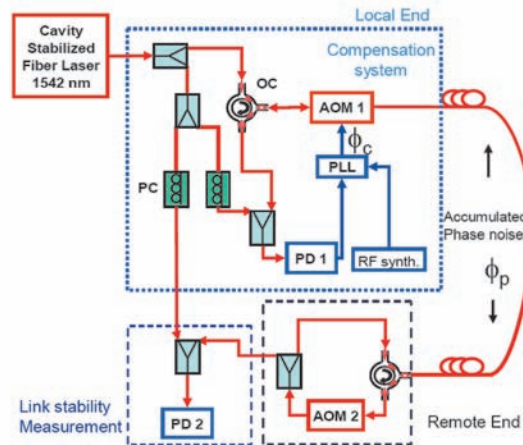 Local End
Cavity
Stabilized
Fiber Laser
1542 nm
Compensation
system
OC
AOM 1
ϕc
PC
PLL
Accumulated
Phase noise
PD 1
RF synth.
ϕp
Link stability
Measurement
PD 2
AOM 2
Remote End